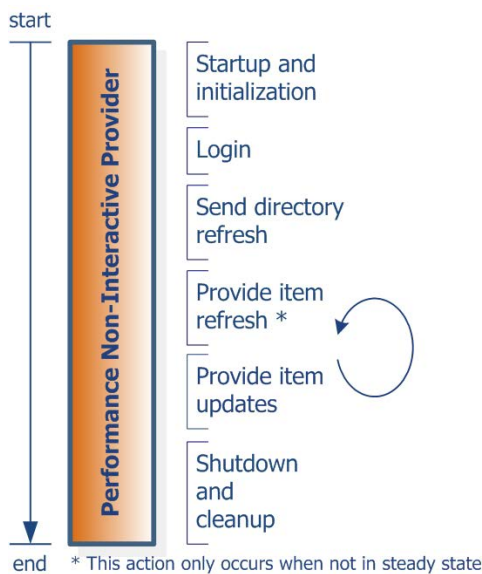 start
Performance Non-Interactive Provider
Startup and
initialization
Login
Send directory
refresh
Provide item
refresh *
Provide item
updates
Shutdown
and
cleanup
end
* This action only occurs when not in steady state